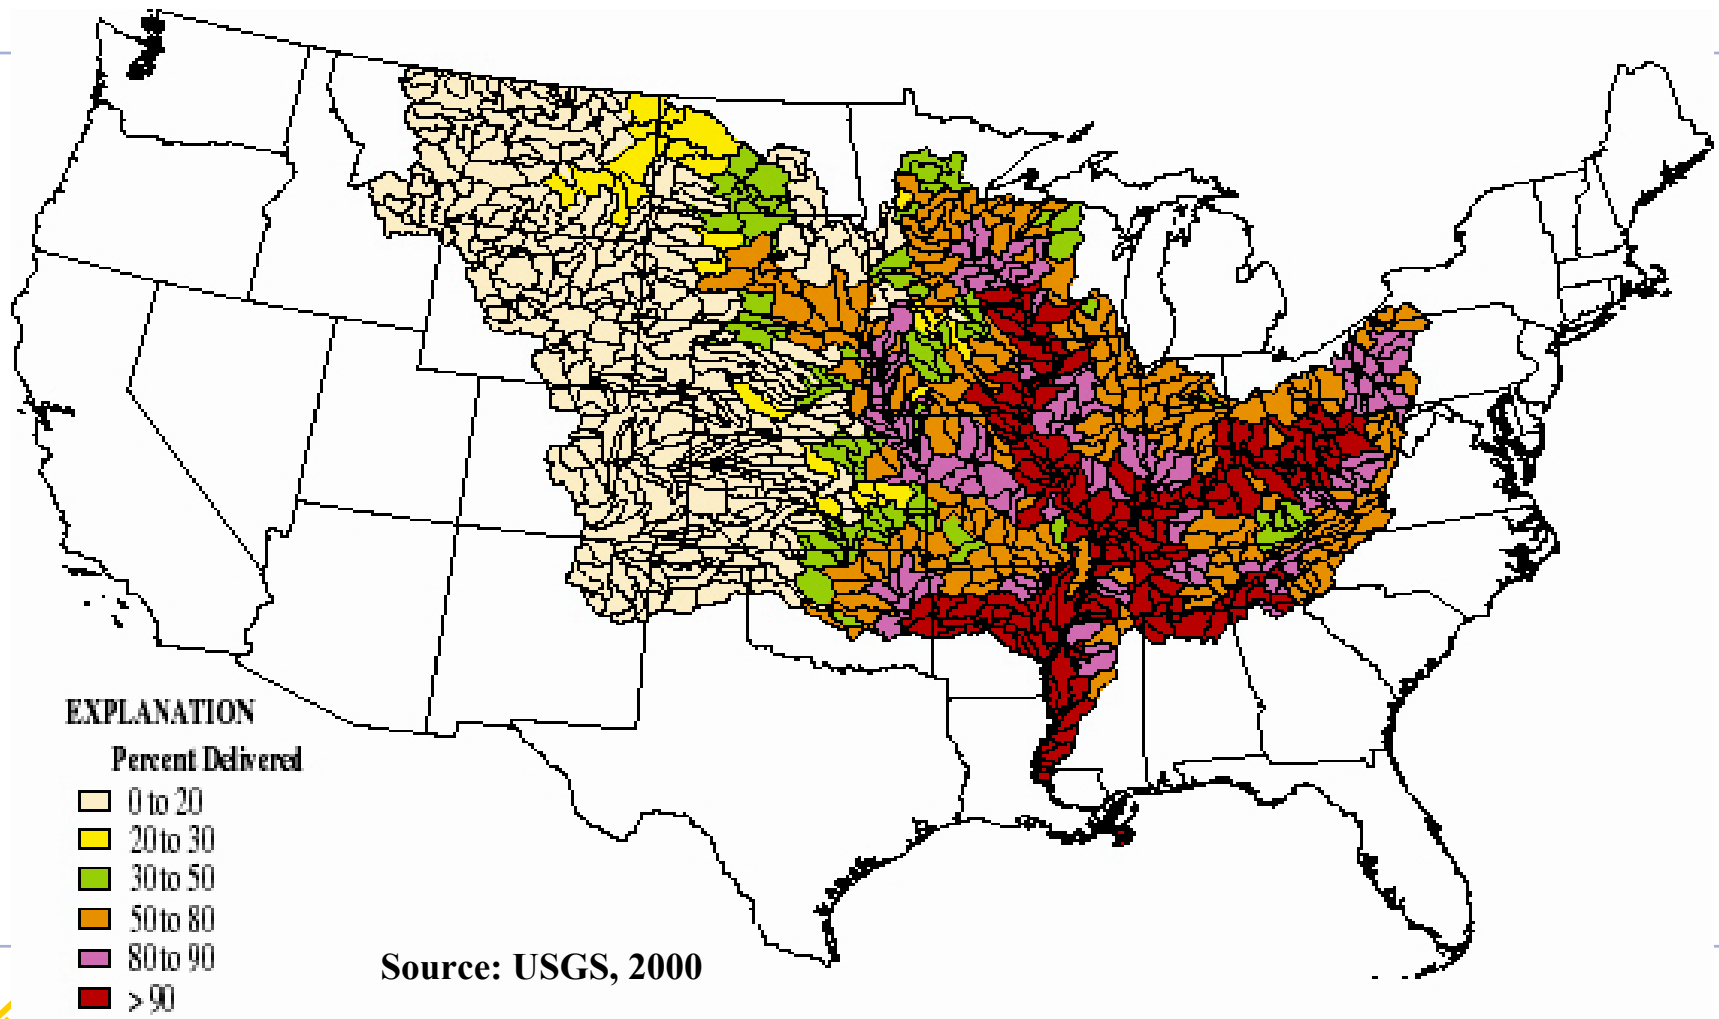 EXPLANATION
Percent Delivered
0 to 20
20 to 30
30 to 50
50 to 80
80 to 90
> 90
Source: USGS, 2000